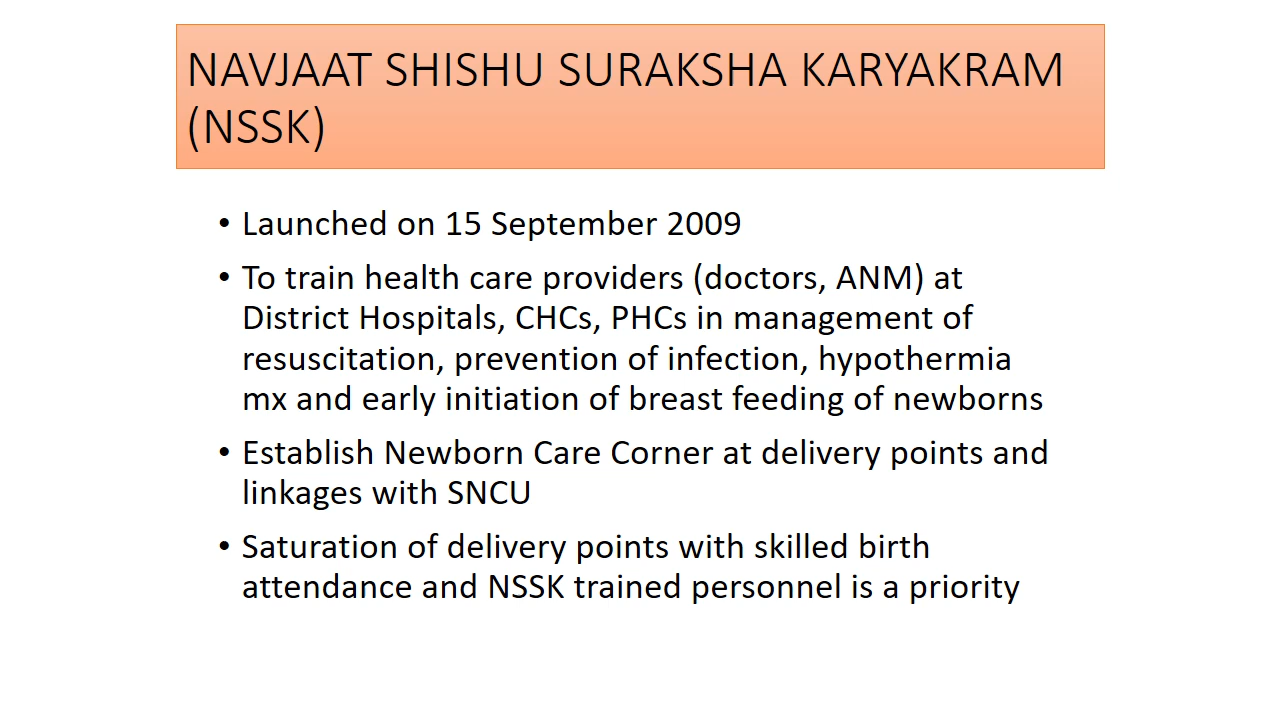 NAVJAAT SHISHU SURAKSHA KARYAKRAM
(NSSK)
• Launched on 15 September 2009
• To train health care providers (doctors, ANM) at
District Hospitals, CHCs, PHCs in management of
resuscitation, prevention of infection, hypothermia
mx and early initiation of breast feeding of newborns
• Establish Newborn Care Corner at delivery points and
linkages with SNCU
• Saturation of delivery points with skilled birth
attendance and NSSK trained personnel is a priority